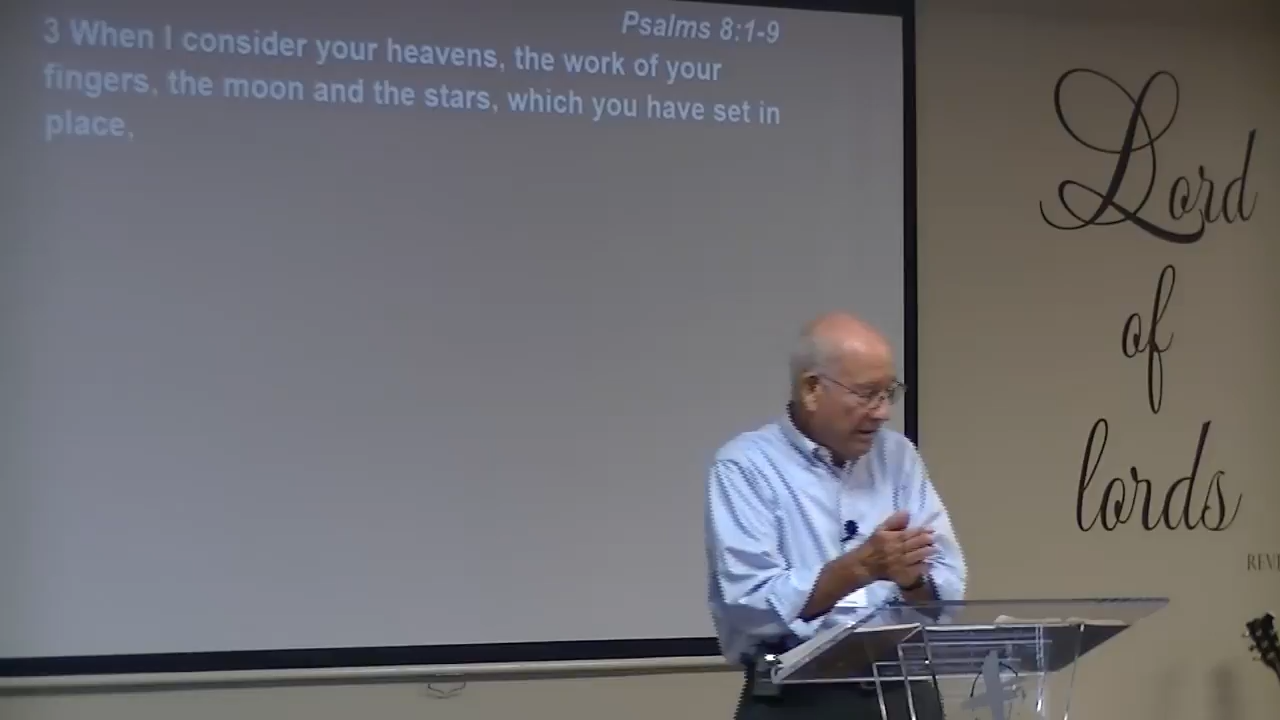 Psalms 8:1-9
3 When I consider your heavens, the work of your
fingers, the moon and the stars, which you have set in
place,
Lord
of
lords